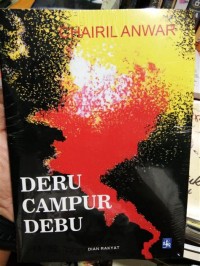 CHAIRIL ANWAR
DERU
CAMPUR
DEBU
DIAN RAKYAT